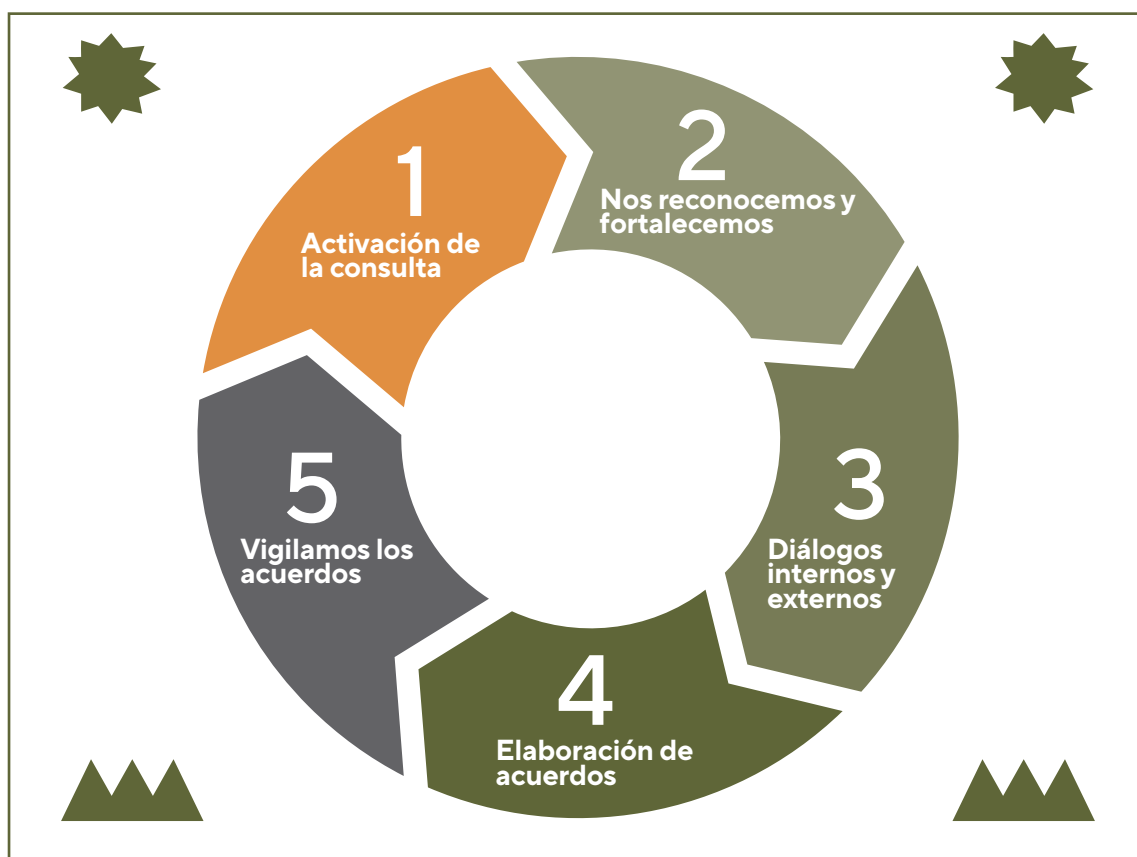 1
Activación de
la consulta
2
Nos reconocemos y
fortalecemos
3
Diálogos
internos y
externos
4
Elaboración de
acuerdos
5
Vigilamos los
acuerdos